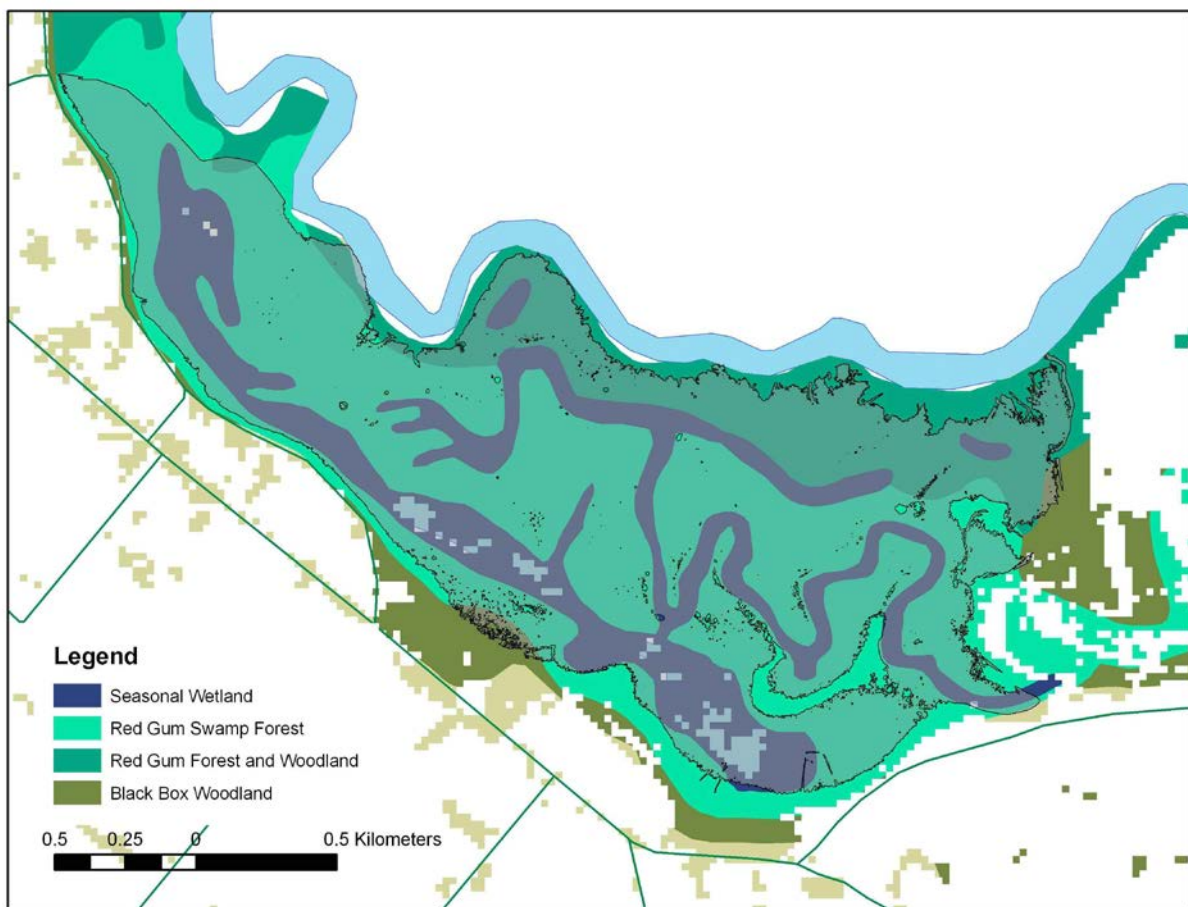 Legend
Seasonal Wetland
Red Gum Swamp Forest
Red Gum Forest and Woodland
Black Box Woodland
0.5 0.25 0 0.5 Kilometers